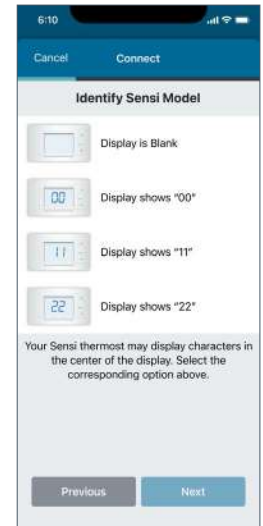 6:10
Cancel Connect
Identify Sensi Model
Display is Blank
00 Display shows "00"
11 Display shows "11"
22 Display shows "22"
Your Sensi thermost may display characters in
the center of the display. Select the
corresponding option above.
Previous Next